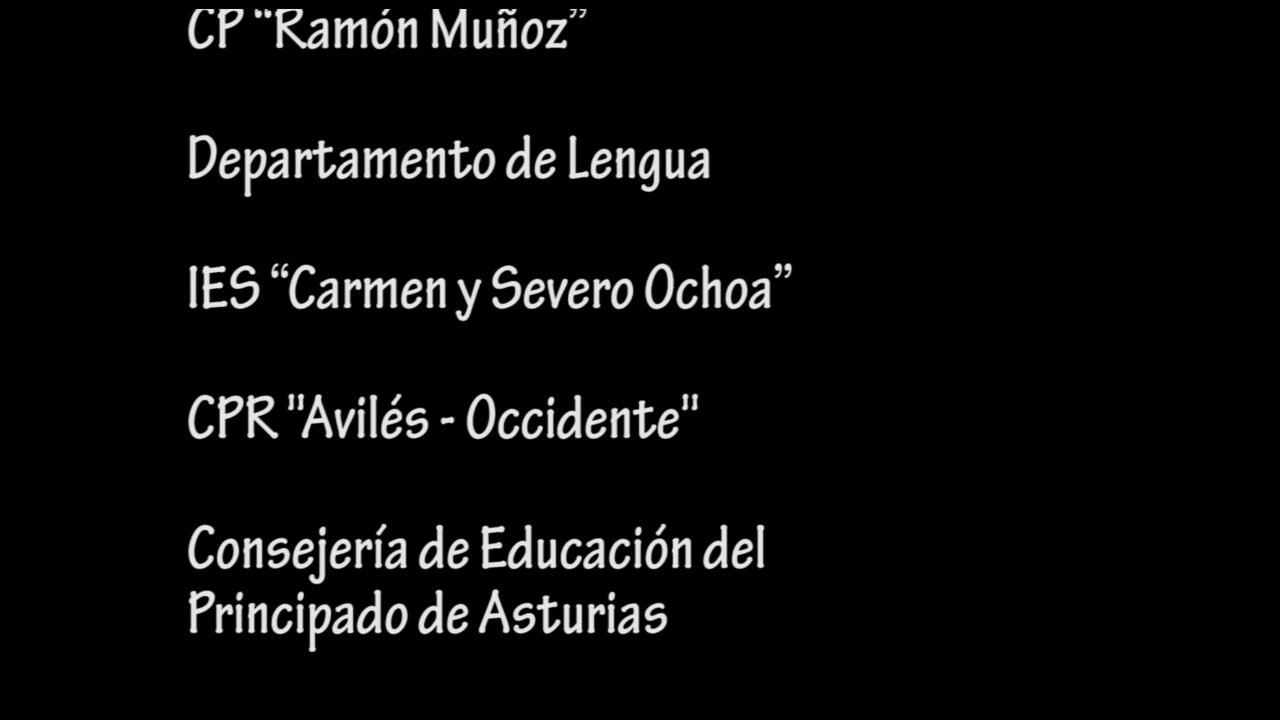 CP “Ramón Muñoz”
Departamento de Lengua
IES “Carmen y Severo Ochoa”
CPR "Avilés - Occidente"
Consejería de Educación del
Principado de Asturias